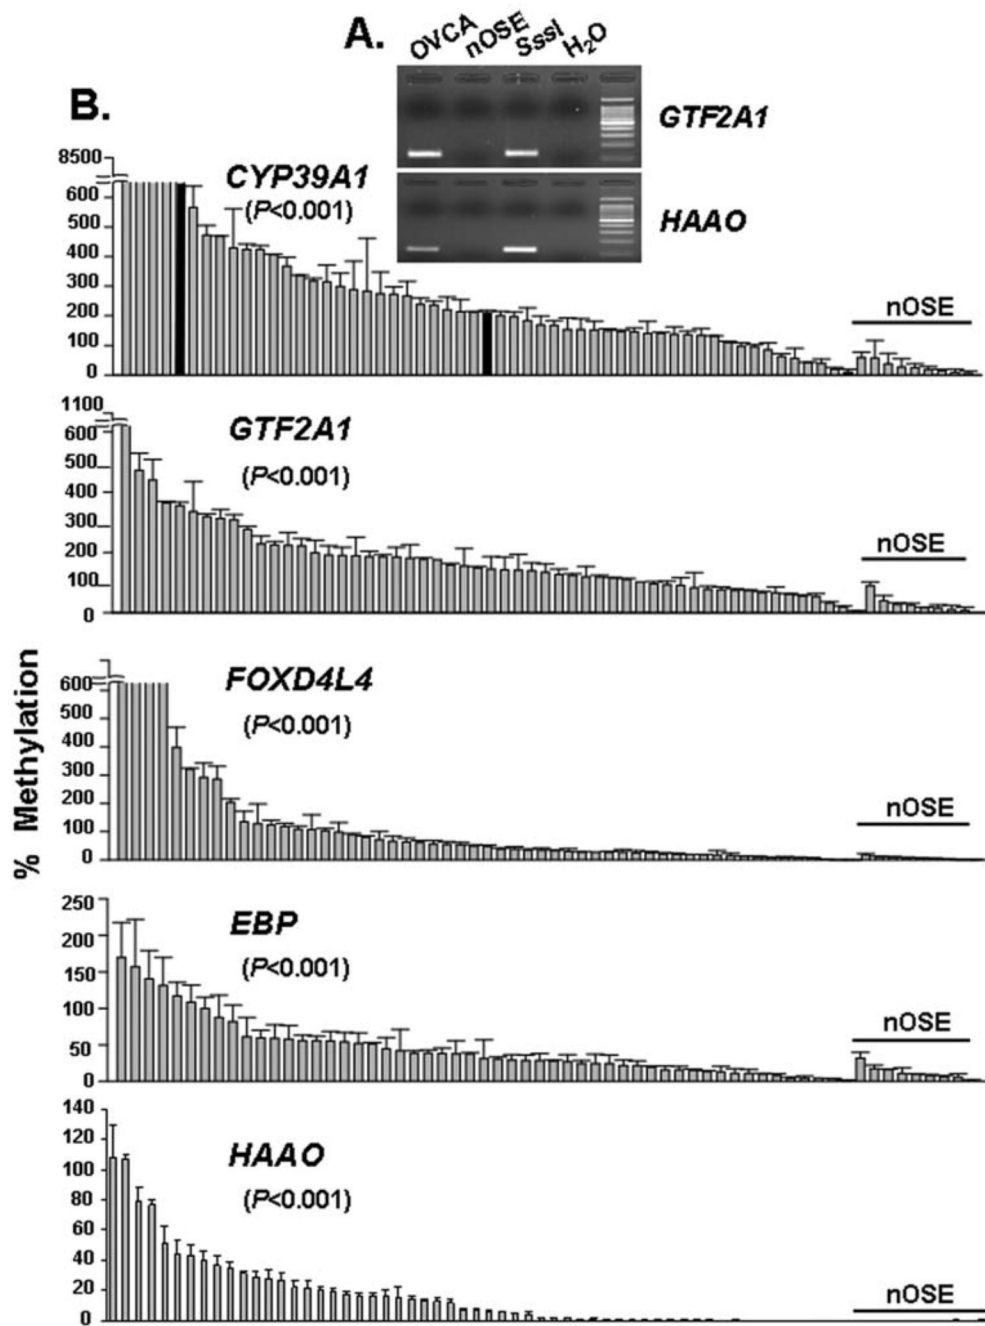 A.
OVCA nOSE SssI H₂O
GTF2A1
HAAO
B.
% Methylation
CYP39A1
(P<0.001)
8500
600
500
400
300
200
100
0
nOSE
GTF2A1
(P<0.001)
1100
600
500
400
300
200
100
0
nOSE
FOXD4L4
(P<0.001)
600
500
400
300
200
100
0
nOSE
EBP
(P<0.001)
250
200
150
100
50
0
nOSE
HAAO
(P<0.001)
140
120
100
80
60
40
20
0
nOSE